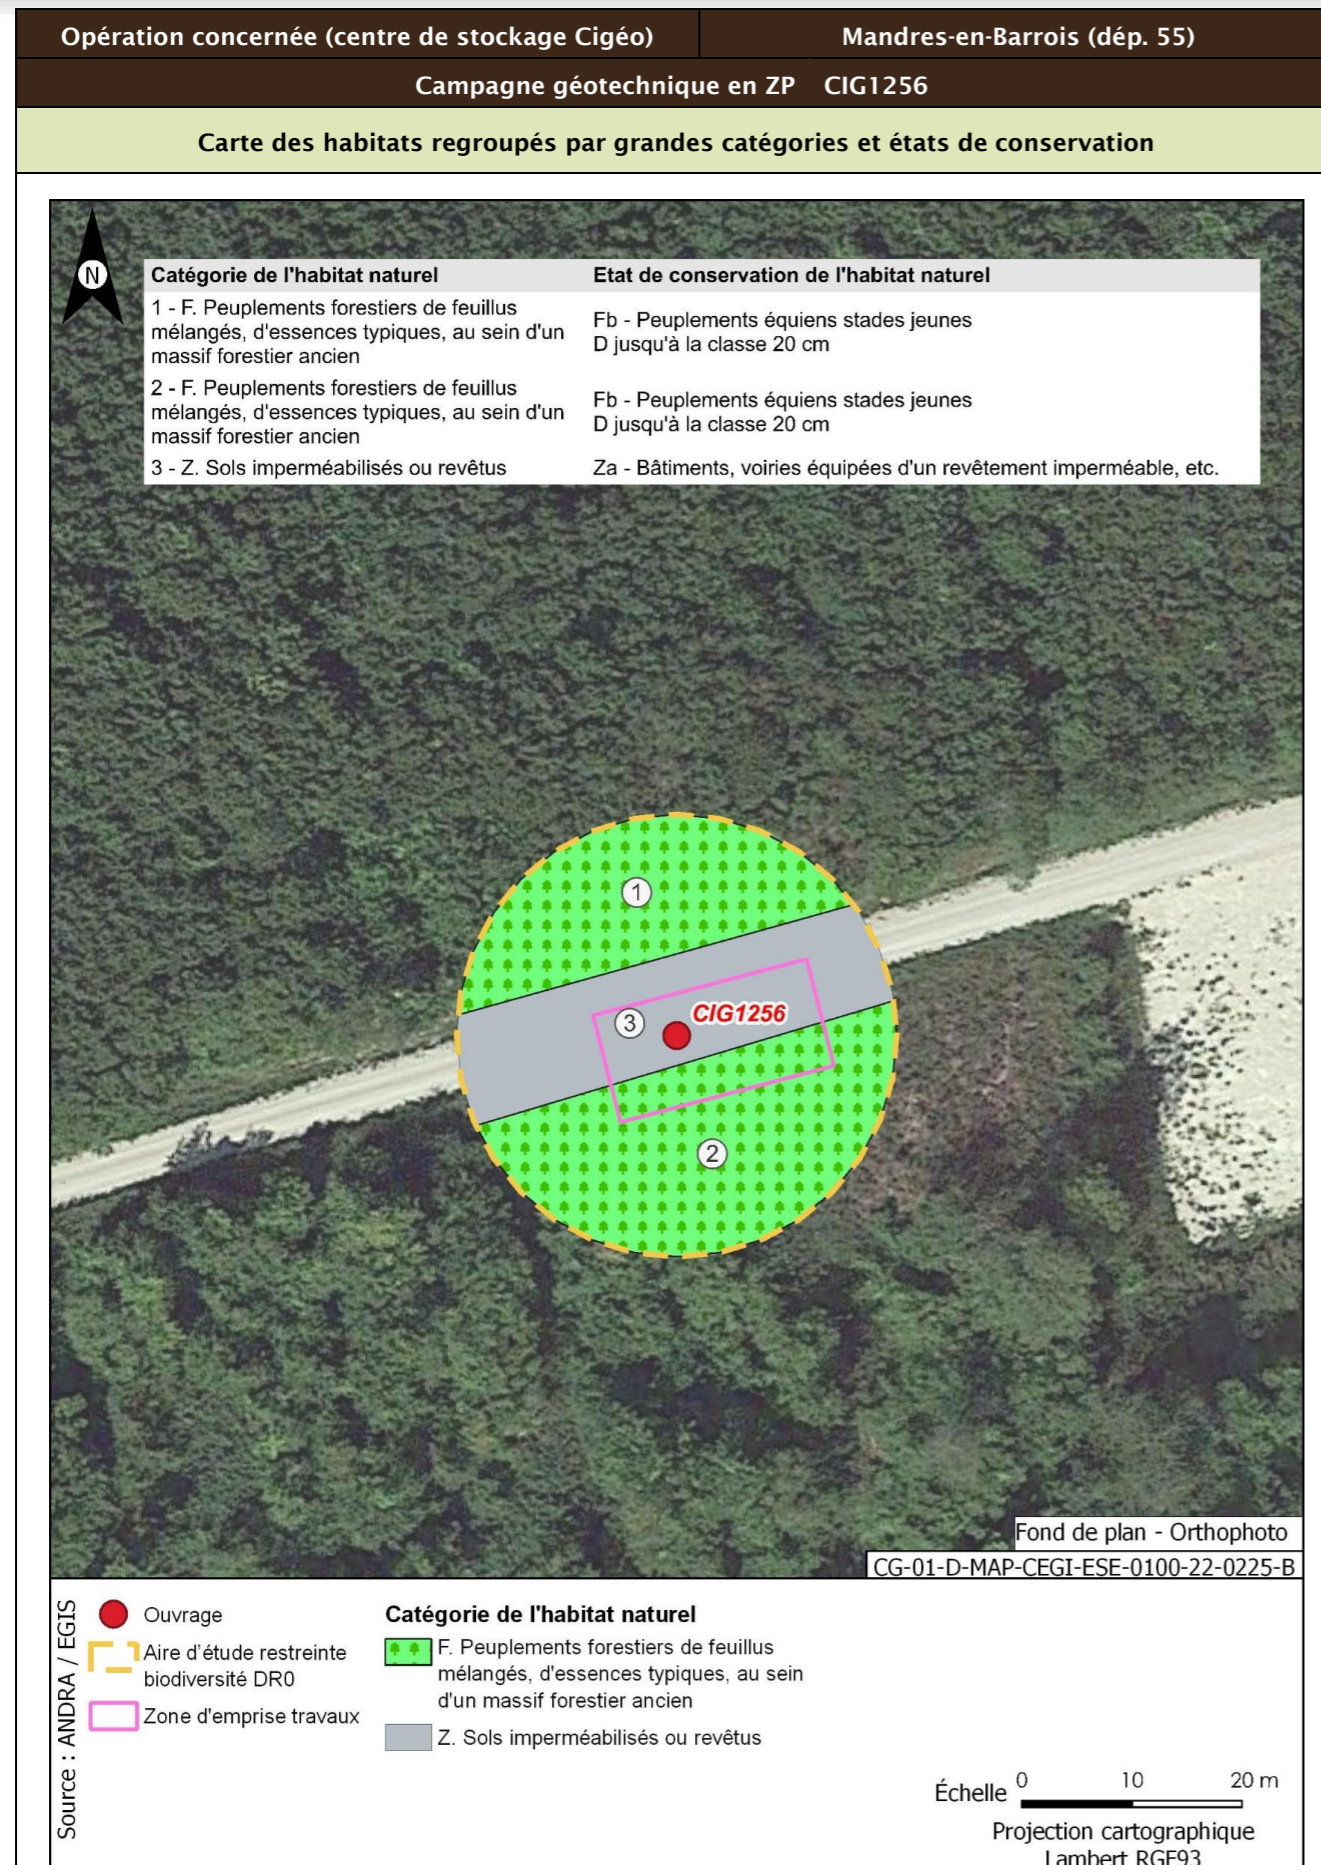 Opération concernée (centre de stockage Cigéo) Mandres-en-Barrois (dép. 55)
Campagne géotechnique en ZP CIG1256
Carte des habitats regroupés par grandes catégories et états de conservation
N
Catégorie de l'habitat naturel Etat de conservation de l'habitat naturel
1 - F. Peuplements forestiers de feuillus
mélangés, d'essences typiques, au sein d'un
massif forestier ancien
Fb - Peuplements équiens stades jeunes
D jusqu'à la classe 20 cm
2 - F. Peuplements forestiers de feuillus
mélangés, d'essences typiques, au sein d'un
massif forestier ancien
Fb - Peuplements équiens stades jeunes
D jusqu'à la classe 20 cm
3 - Z. Sols imperméabilisés ou revêtus Za - Bâtiments, voiries équipées d'un revêtement imperméable, etc.
1
CIG1256
3
2
Fond de plan - Orthophoto
CG-01-D-MAP-CEGI-ESE-0100-22-0225-B
Source : ANDRA / EGIS
Ouvrage
Aire d'étude restreinte
biodiversité DR0
Zone d'emprise travaux
Catégorie de l'habitat naturel
F. Peuplements forestiers de feuillus
mélangés, d'essences typiques, au sein
d'un massif forestier ancien
Z. Sols imperméabilisés ou revêtus
Échelle 0 10 20 m
Projection cartographique
Lambert RGF93